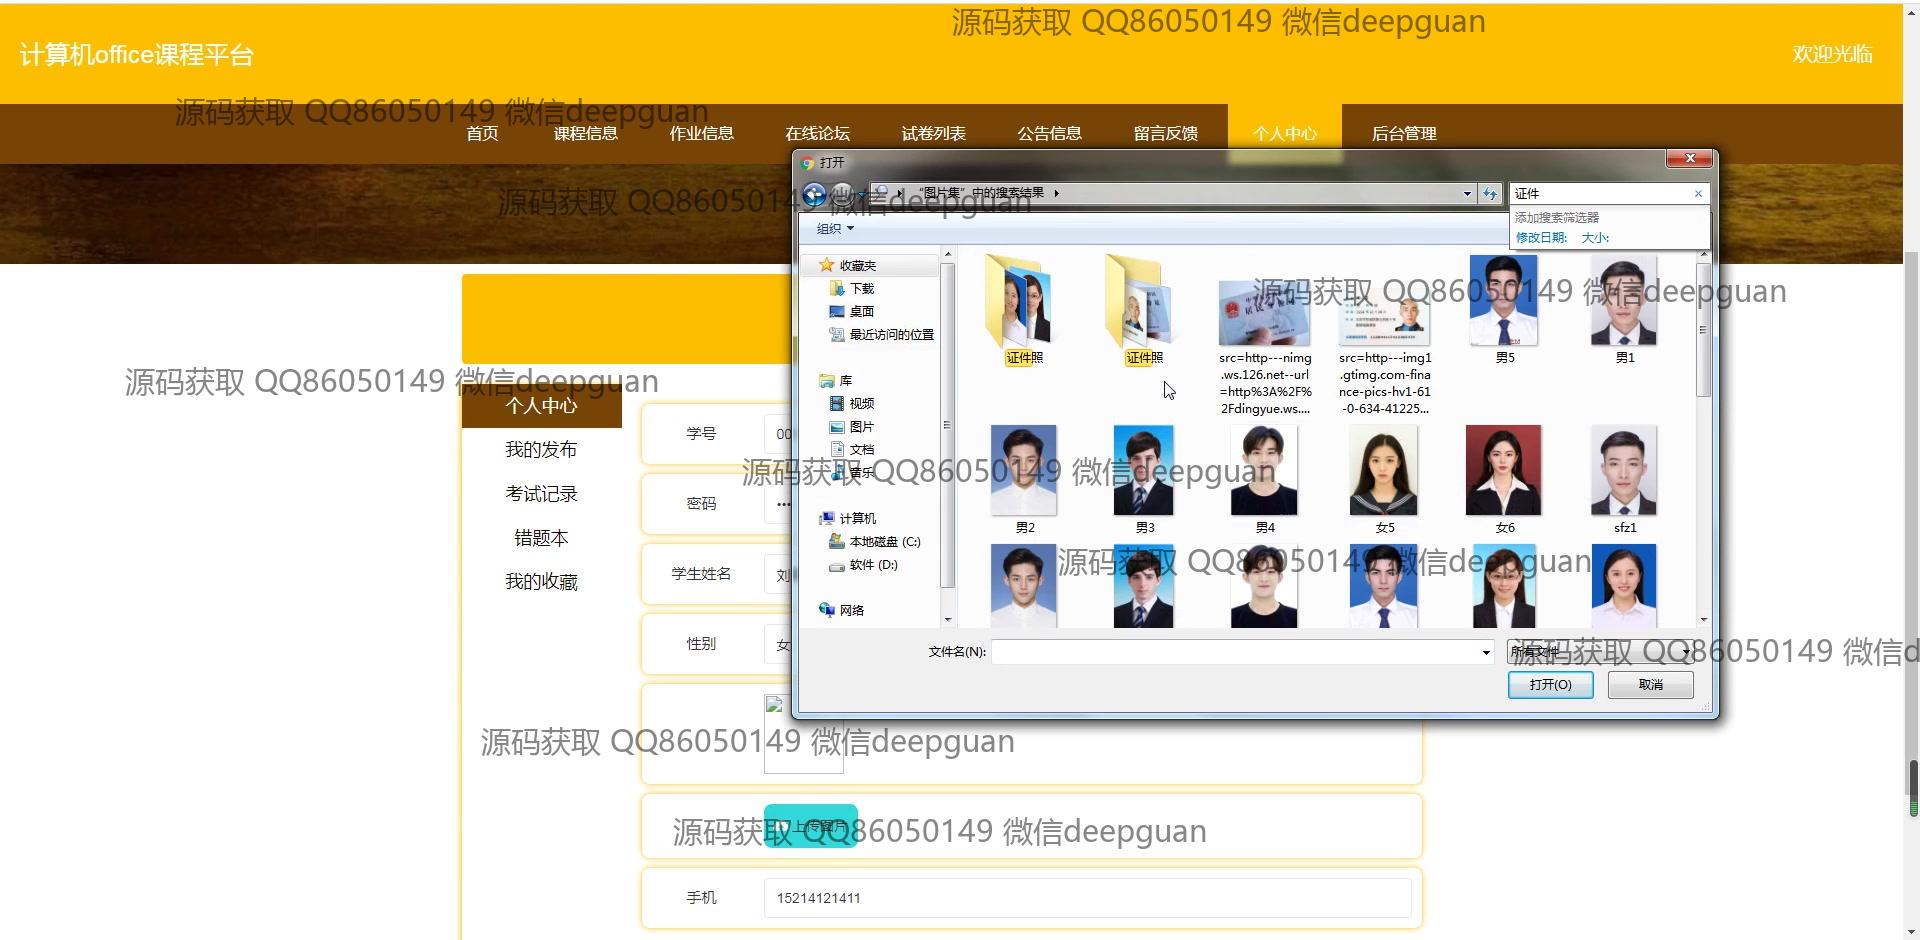 源码获取 QQ86050149 微信deepguan
计算机office课程平台
欢迎光临
源码获取 QQ86050149 微信deepguan
首页 课程信息 作业信息 在线论坛 试卷列表 公告信息 留言反馈 个人中心 后台管理
打开
“图片集”中的搜索结果
证件
源码获取 QQ86050149 微信deepguan
添加搜索筛选器
修改日期: 大小:
组织
收藏夹
下载
桌面
最近访问的位置
库
视频
图片
文档
音乐
计算机
本地磁盘 (C:)
软件 (D:)
网络
源码获取 QQ86050149 微信deepguan
证件照
证件照
src=http---nimg
.ws.126.net--url
=http%3A%2F%
2Fdingyue.ws....
src=http---img1
.gtimg.com-fina
nce-pics-hv1-61
-0-634-41225...
男5
男1
源码获取 QQ86050149 微信deepguan
男2
男3
男4
女5
女6
sfz1
源码获取 QQ86050149 微信deepguan
文件名(N):
所有文件
源码获取 QQ86050149 微信d
打开(O)
取消
源码获取 QQ86050149 微信deepguan
个人中心
我的发布
考试记录
错题本
我的收藏
学号 00
密码 •••
学生姓名 刘
性别 女
源码获取 QQ86050149 微信deepguan
上传图片
源码获取 QQ86050149 微信deepguan
手机 15214121411